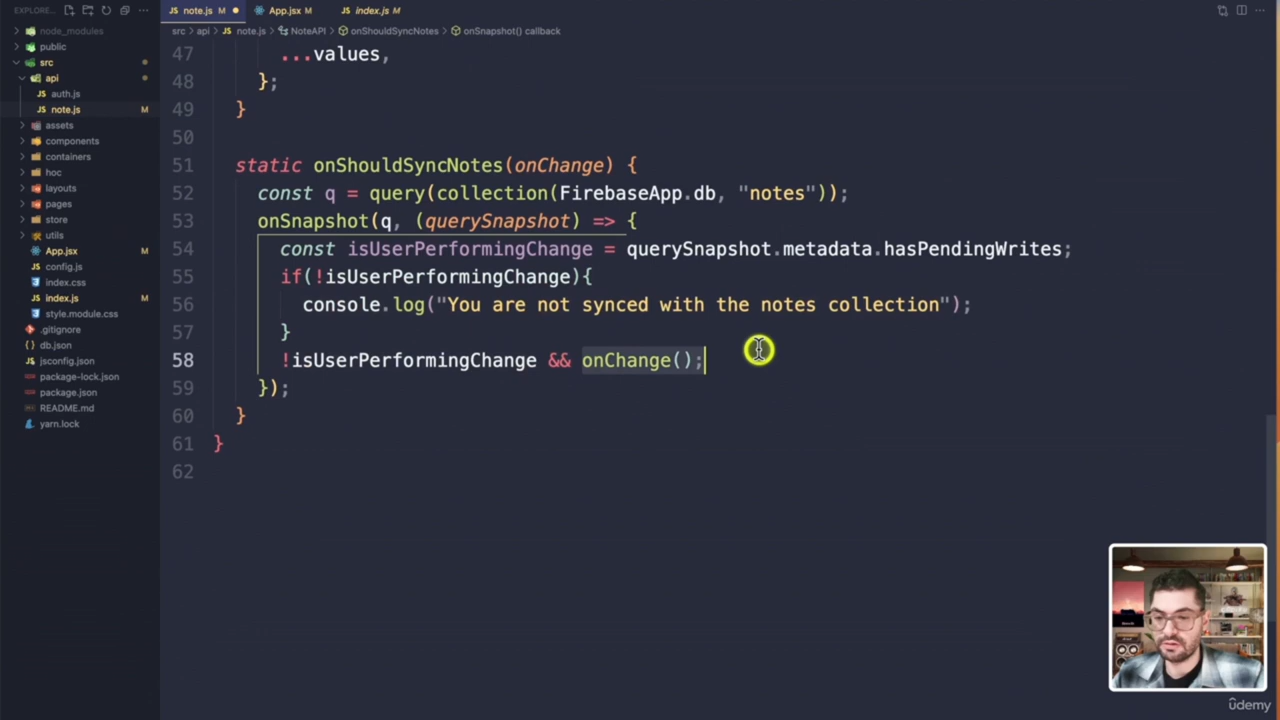 EXPLORE...
node_modules
public
src
api
auth.js
note.js M
assets
components
containers
hoc
layouts
pages
store
utils
App.jsx
config.js
index.css
index.js M
style.module.css
.gitignore
db.json
jsconfig.json
package-lock.json
package.json
README.md
yarn.lock
JS note.js M
App.jsx M
JS index.js M
src > api > JS note.js > NoteAPI > onShouldSyncNotes > onSnapshot() callback
47 ...values,
48 };
49 }
50
51 static onShouldSyncNotes(onChange) {
52 const q = query(collection(FirebaseApp.db, "notes"));
53 onSnapshot(q, (querySnapshot) => {
54 const isUserPerformingChange = querySnapshot.metadata.hasPendingWrites;
55 if(!isUserPerformingChange){
56 console.log("You are not synced with the notes collection");
57 }
58 !isUserPerformingChange && onChange();
59 });
60 }
61 }
62
ûdemy